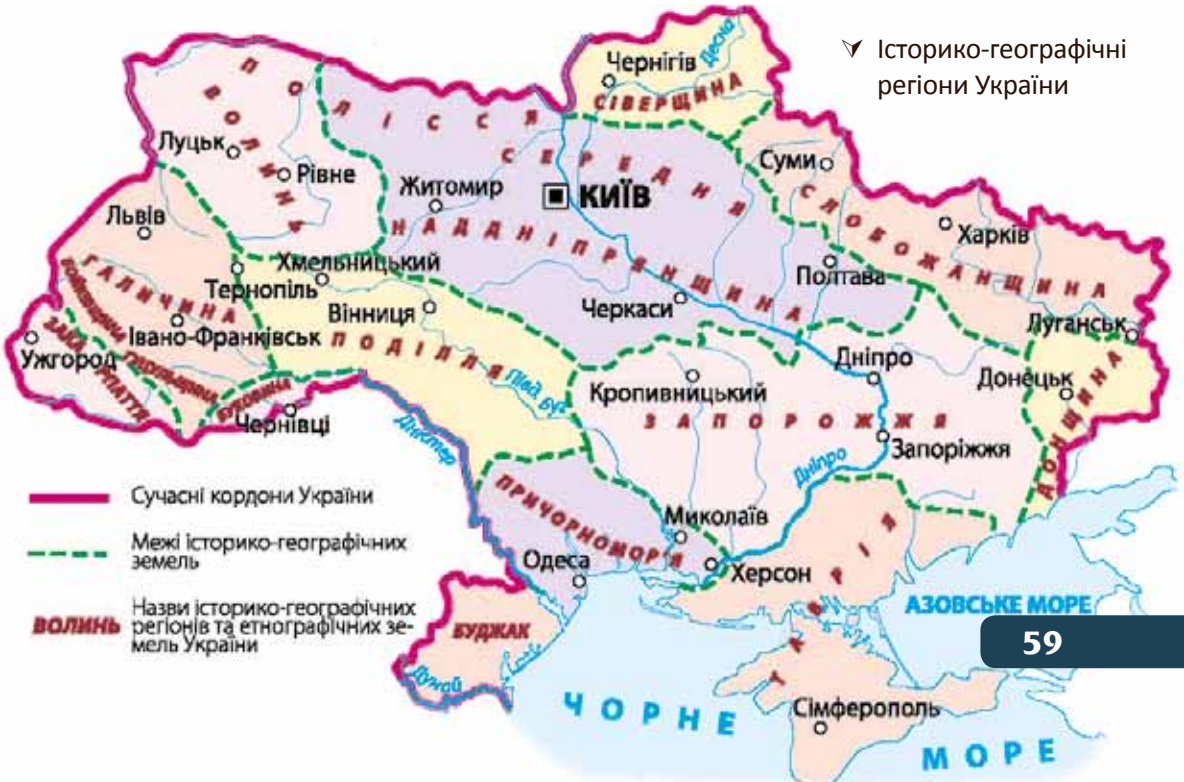 Історико-географічні
регіони України
Чернігів
Десна
СІВЕРЩИНА
ПОЛІССЯ
ВОЛИНЬ
Луцьк
Рівне
СЕРЕДНЯ
НАДДНІПРЯНЩИНА
Житомир
КИЇВ
Суми
СЛОБОЖАНЩИНА
Харків
Львів
ГАЛИЧИНА
Тернопіль
Хмельницький
Вінниця
Черкаси
Полтава
Луганськ
БОЙКІВЩИНА
ГУЦУЛЬЩИНА
Івано-Франківськ
Ужгород
ЗАКАРПАТТЯ
БУКОВИНА
Чернівці
ПОДІЛЛЯ
Півд. Буг
Дністер
Кропивницький
Дніпро
ЗАПОРОЖЖЯ
Запоріжжя
Донецьк
ДОНЩИНА
Дніпро
ПРИЧОРНОМОР'Я
Миколаїв
Одеса
Херсон
ТАВРІЯ
АЗОВСЬКЕ МОРЕ
59
БУДЖАК
Дунай
Сімферополь
ЧОРНЕ
МОРЕ
Сучасні кордони України
Межі історико-географічних
земель
ВОЛИНЬ
Назви історико-географічних
регіонів та етнографічних зе-
мель України